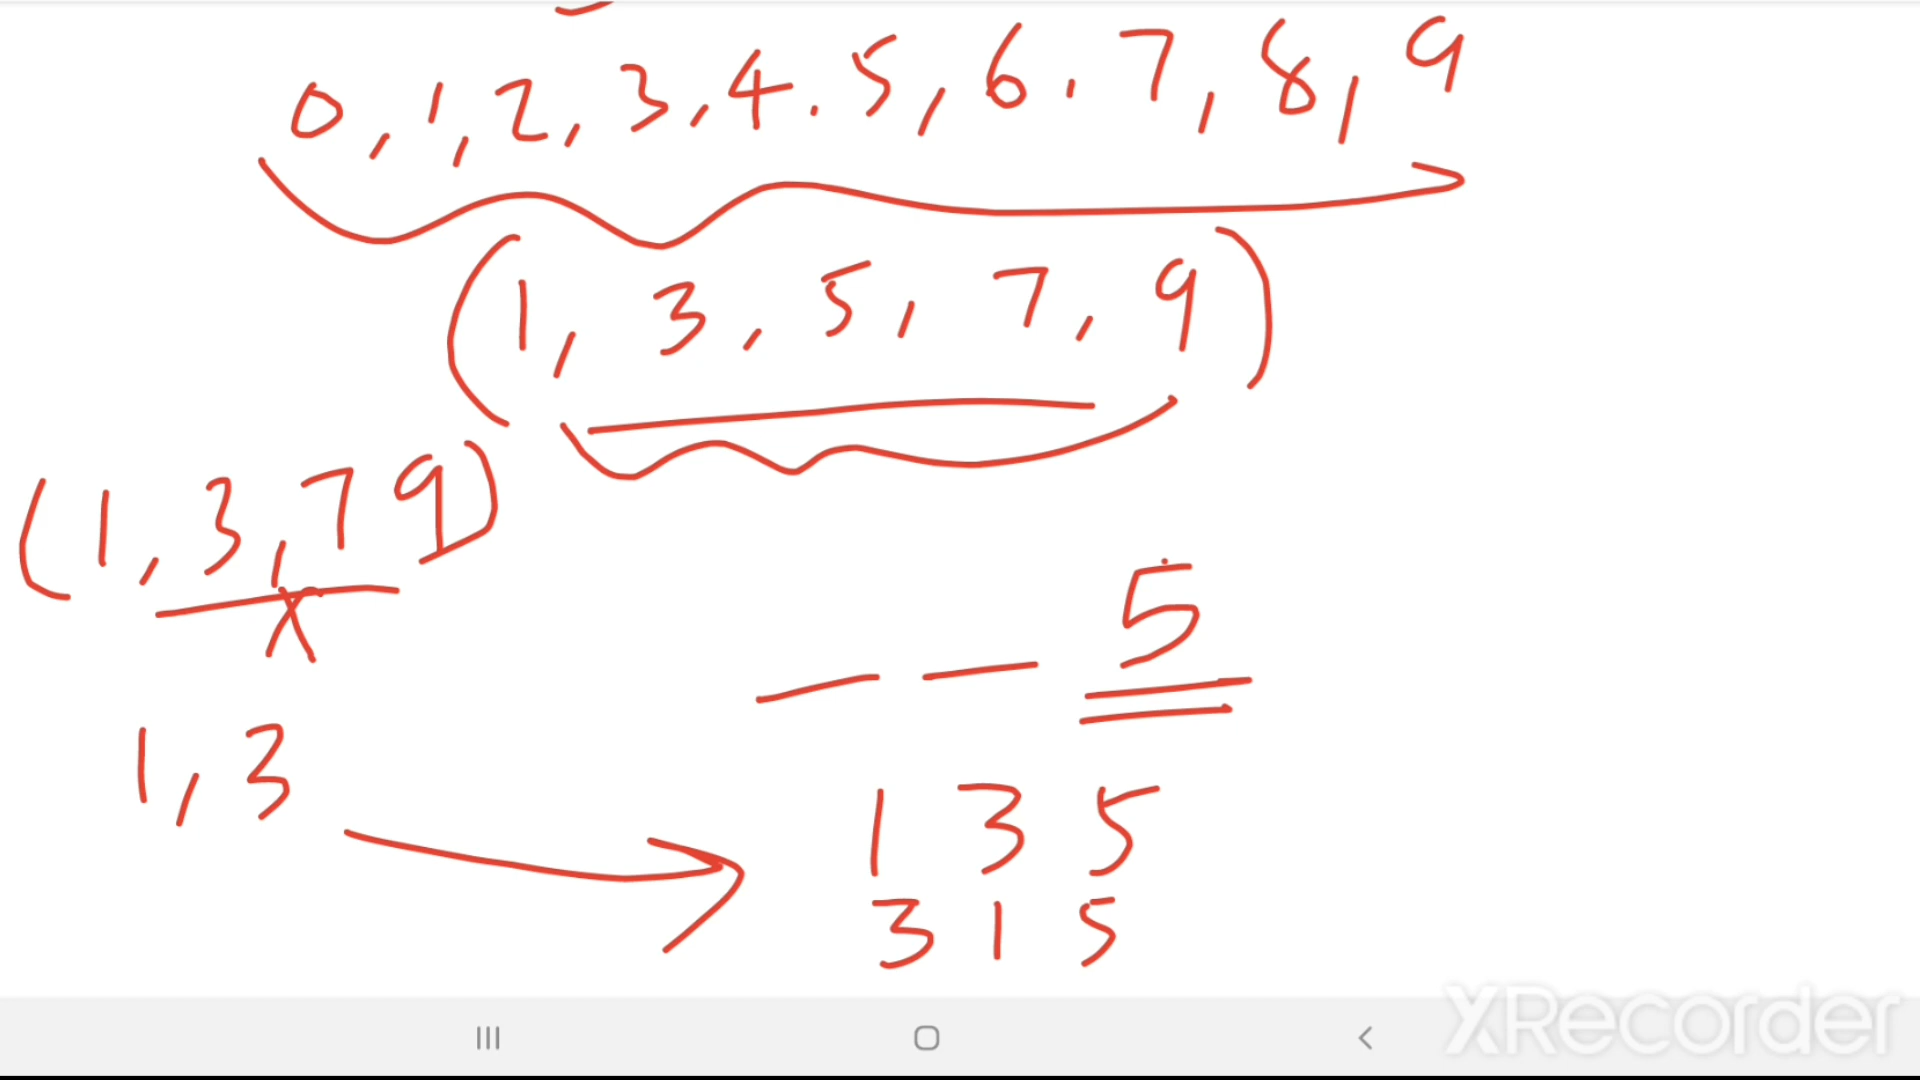 0, 1, 2, 3, 4. 5, 6. 7, 8, 9
(1, 3, 5, 7, 9)
(1, 3, 7 9)
x
5
1, 3
1 3 5
3 1 5
XRecorder